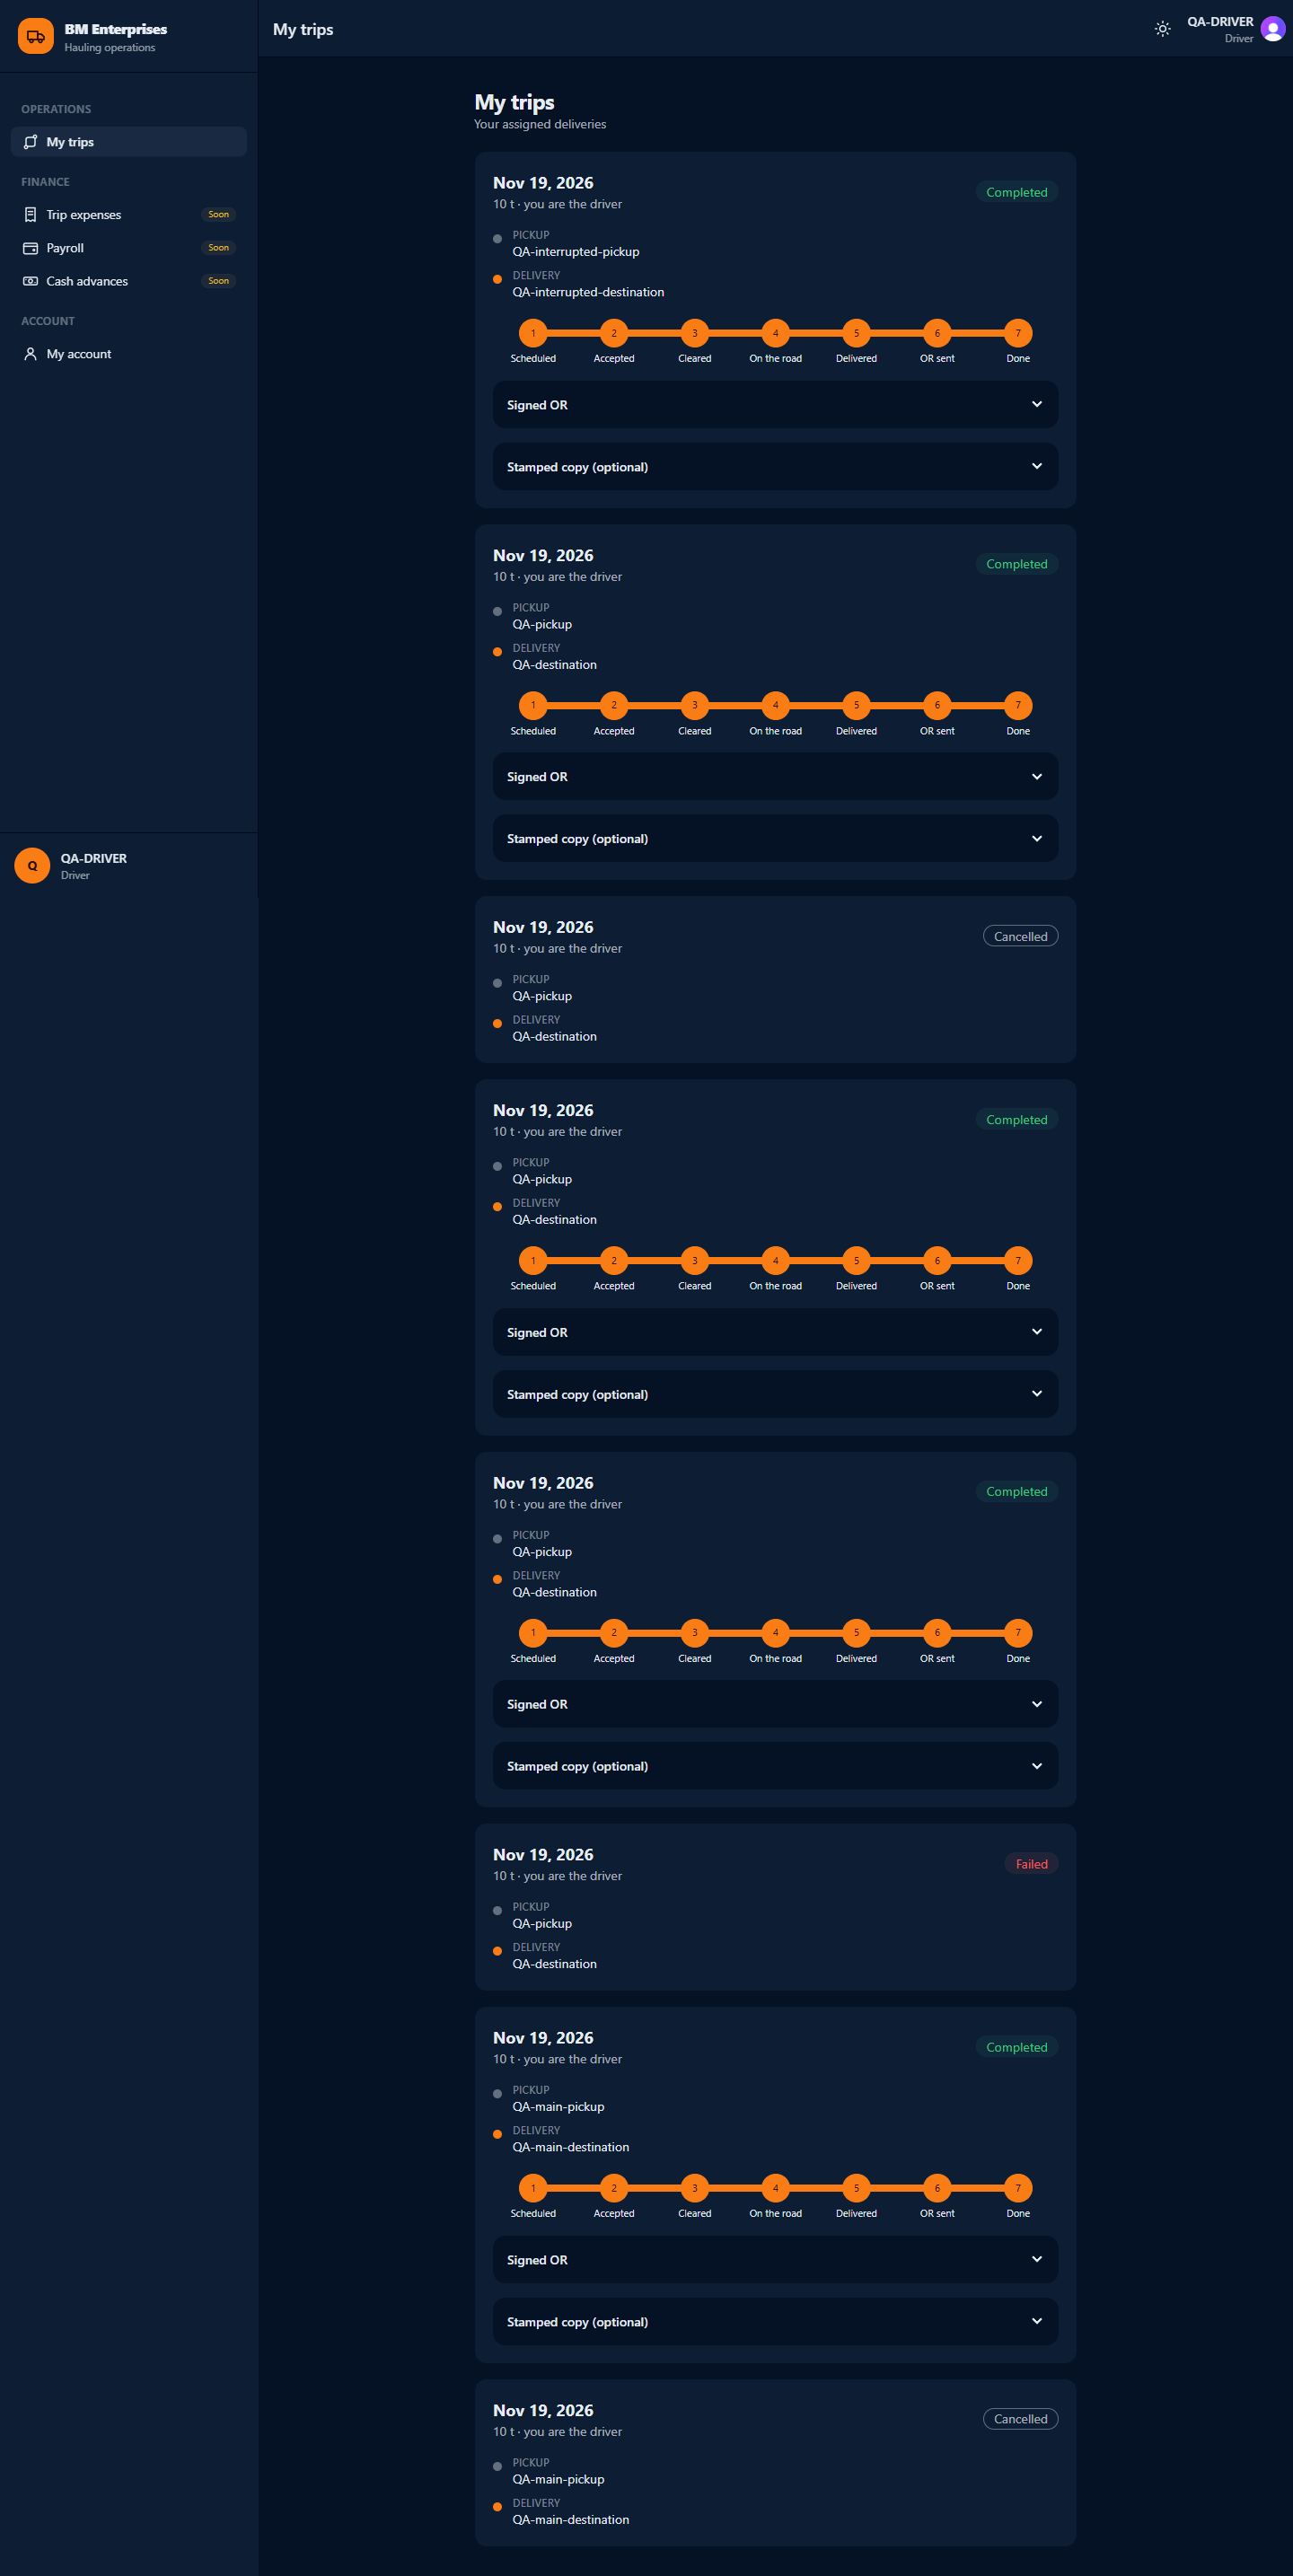 BM Enterprises
Hauling operations
OPERATIONS
My trips
FINANCE
Trip expenses Soon
Payroll Soon
Cash advances Soon
ACCOUNT
My account
Q
QA-DRIVER
Driver
My trips
QA-DRIVER
Driver
My trips
Your assigned deliveries
Nov 19, 2026
10 t · you are the driver
Completed
PICKUP
QA-interrupted-pickup
DELIVERY
QA-interrupted-destination
1 2 3 4 5 6 7
Scheduled Accepted Cleared On the road Delivered OR sent Done
Signed OR
Stamped copy (optional)
Nov 19, 2026
10 t · you are the driver
Completed
PICKUP
QA-pickup
DELIVERY
QA-destination
1 2 3 4 5 6 7
Scheduled Accepted Cleared On the road Delivered OR sent Done
Signed OR
Stamped copy (optional)
Nov 19, 2026
10 t · you are the driver
Cancelled
PICKUP
QA-pickup
DELIVERY
QA-destination
Nov 19, 2026
10 t · you are the driver
Completed
PICKUP
QA-pickup
DELIVERY
QA-destination
1 2 3 4 5 6 7
Scheduled Accepted Cleared On the road Delivered OR sent Done
Signed OR
Stamped copy (optional)
Nov 19, 2026
10 t · you are the driver
Completed
PICKUP
QA-pickup
DELIVERY
QA-destination
1 2 3 4 5 6 7
Scheduled Accepted Cleared On the road Delivered OR sent Done
Signed OR
Stamped copy (optional)
Nov 19, 2026
10 t · you are the driver
Failed
PICKUP
QA-pickup
DELIVERY
QA-destination
Nov 19, 2026
10 t · you are the driver
Completed
PICKUP
QA-main-pickup
DELIVERY
QA-main-destination
1 2 3 4 5 6 7
Scheduled Accepted Cleared On the road Delivered OR sent Done
Signed OR
Stamped copy (optional)
Nov 19, 2026
10 t · you are the driver
Cancelled
PICKUP
QA-main-pickup
DELIVERY
QA-main-destination